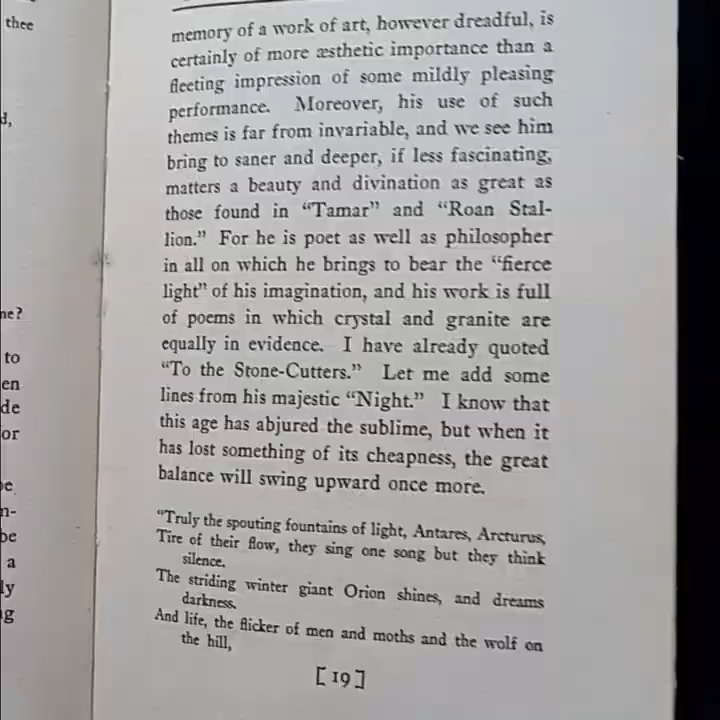 thee
d,
ne?
to
en
de
or
be
n-
be
a
ly
ng
memory of a work of art, however dreadful, is
certainly of more æsthetic importance than a
fleeting impression of some mildly pleasing
performance. Moreover, his use of such
themes is far from invariable, and we see him
bring to saner and deeper, if less fascinating,
matters a beauty and divination as great as
those found in “Tamar” and “Roan Stal-
lion.” For he is poet as well as philosopher
in all on which he brings to bear the “fierce
light” of his imagination, and his work is full
of poems in which crystal and granite are
equally in evidence. I have already quoted
“To the Stone-Cutters.” Let me add some
lines from his majestic “Night.” I know that
this age has abjured the sublime, but when it
has lost something of its cheapness, the great
balance will swing upward once more.
“Truly the spouting fountains of light, Antares, Arcturus,
Tire of their flow, they sing one song but they think
silence.
The striding winter giant Orion shines, and dreams
darkness.
And life, the flicker of men and moths and the wolf on
the hill,
[19]